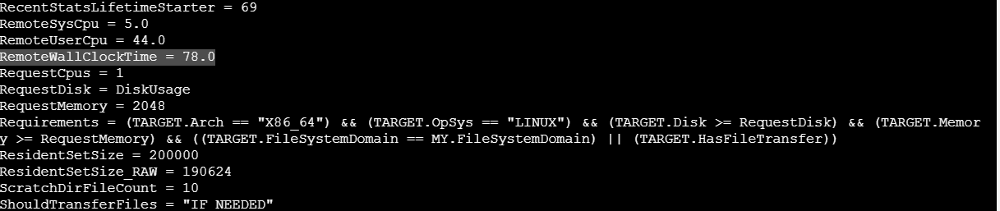 RecentStatsLifetimeStarter = 69
RemoteSysCpu = 5.0
RemoteUserCpu = 44.0
RemoteWallClockTime = 78.0
RequestCpus = 1
RequestDisk = DiskUsage
RequestMemory = 2048
Requirements = (TARGET.Arch == "X86_64") && (TARGET.OpSys == "LINUX") && (TARGET.Disk >= RequestDisk) && (TARGET.Memor
y >= RequestMemory) && ((TARGET.FileSystemDomain == MY.FileSystemDomain) || (TARGET.HasFileTransfer))
ResidentSetSize = 200000
ResidentSetSize_RAW = 190624
ScratchDirFileCount = 10
ShouldTransferFiles = "IF_NEEDED"